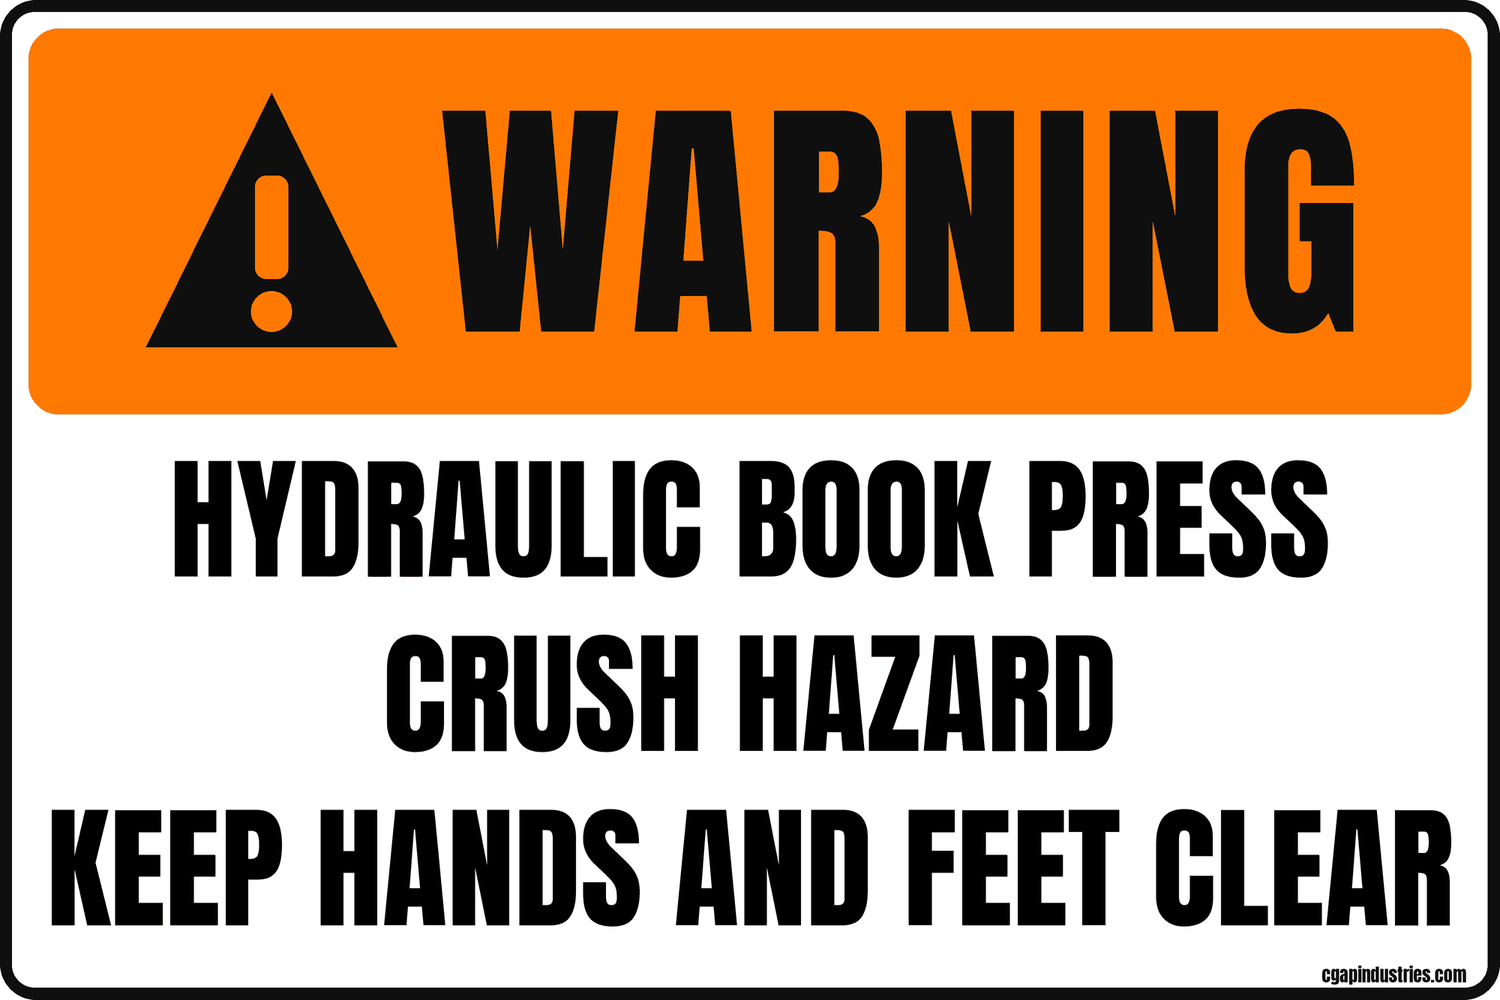 WARNING
HYDRAULIC BOOK PRESS
CRUSH HAZARD
KEEP HANDS AND FEET CLEAR
cgapindustries.com